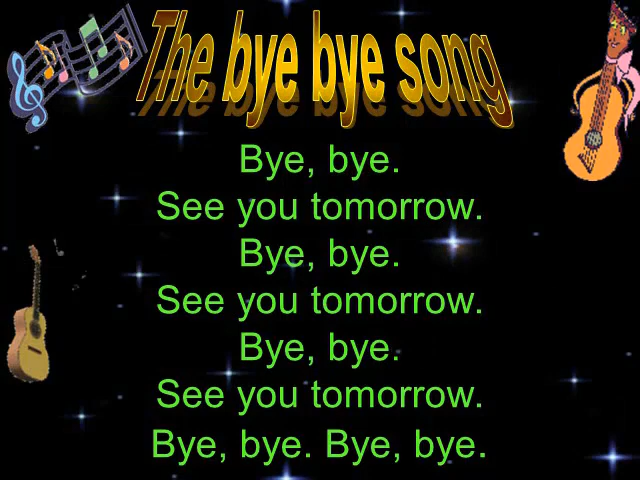 The bye bye song
Bye, bye.
See you tomorrow.
Bye, bye.
See you tomorrow.
Bye, bye.
See you tomorrow.
Bye, bye. Bye, bye.